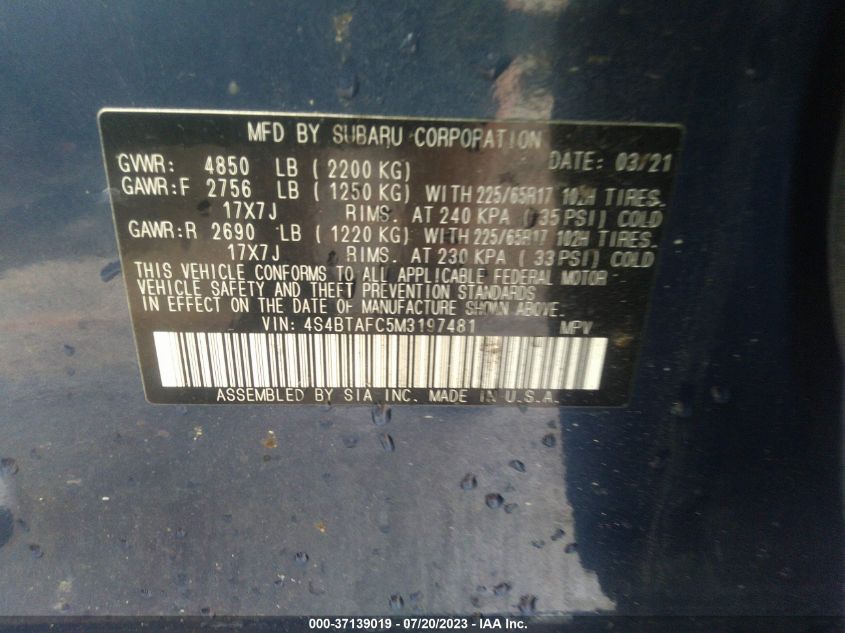 MFD BY SUBARU CORPORATION
DATE: 03/21
GVWR: 4850 LB ( 2200 KG)
GAWR:F 2756 LB ( 1250 KG) WITH 225/65R17 102H TIRES.
17X7J RIMS. AT 240 KPA ( 35 PSI) COLD
GAWR:R 2690 LB ( 1220 KG) WITH 225/65R17 102H TIRES.
17X7J RIMS. AT 230 KPA ( 33 PSI) COLD
THIS VEHICLE CONFORMS TO ALL APPLICABLE FEDERAL MOTOR
VEHICLE SAFETY AND THEFT PREVENTION STANDARDS
IN EFFECT ON THE DATE OF MANUFACTURE SHOWN ABOVE.
VIN: 4S4BTAFC5M3197481 MPV
ASSEMBLED BY SIA INC. MADE IN U.S.A.
000-37139019 - 07/20/2023 - © IAA Inc.